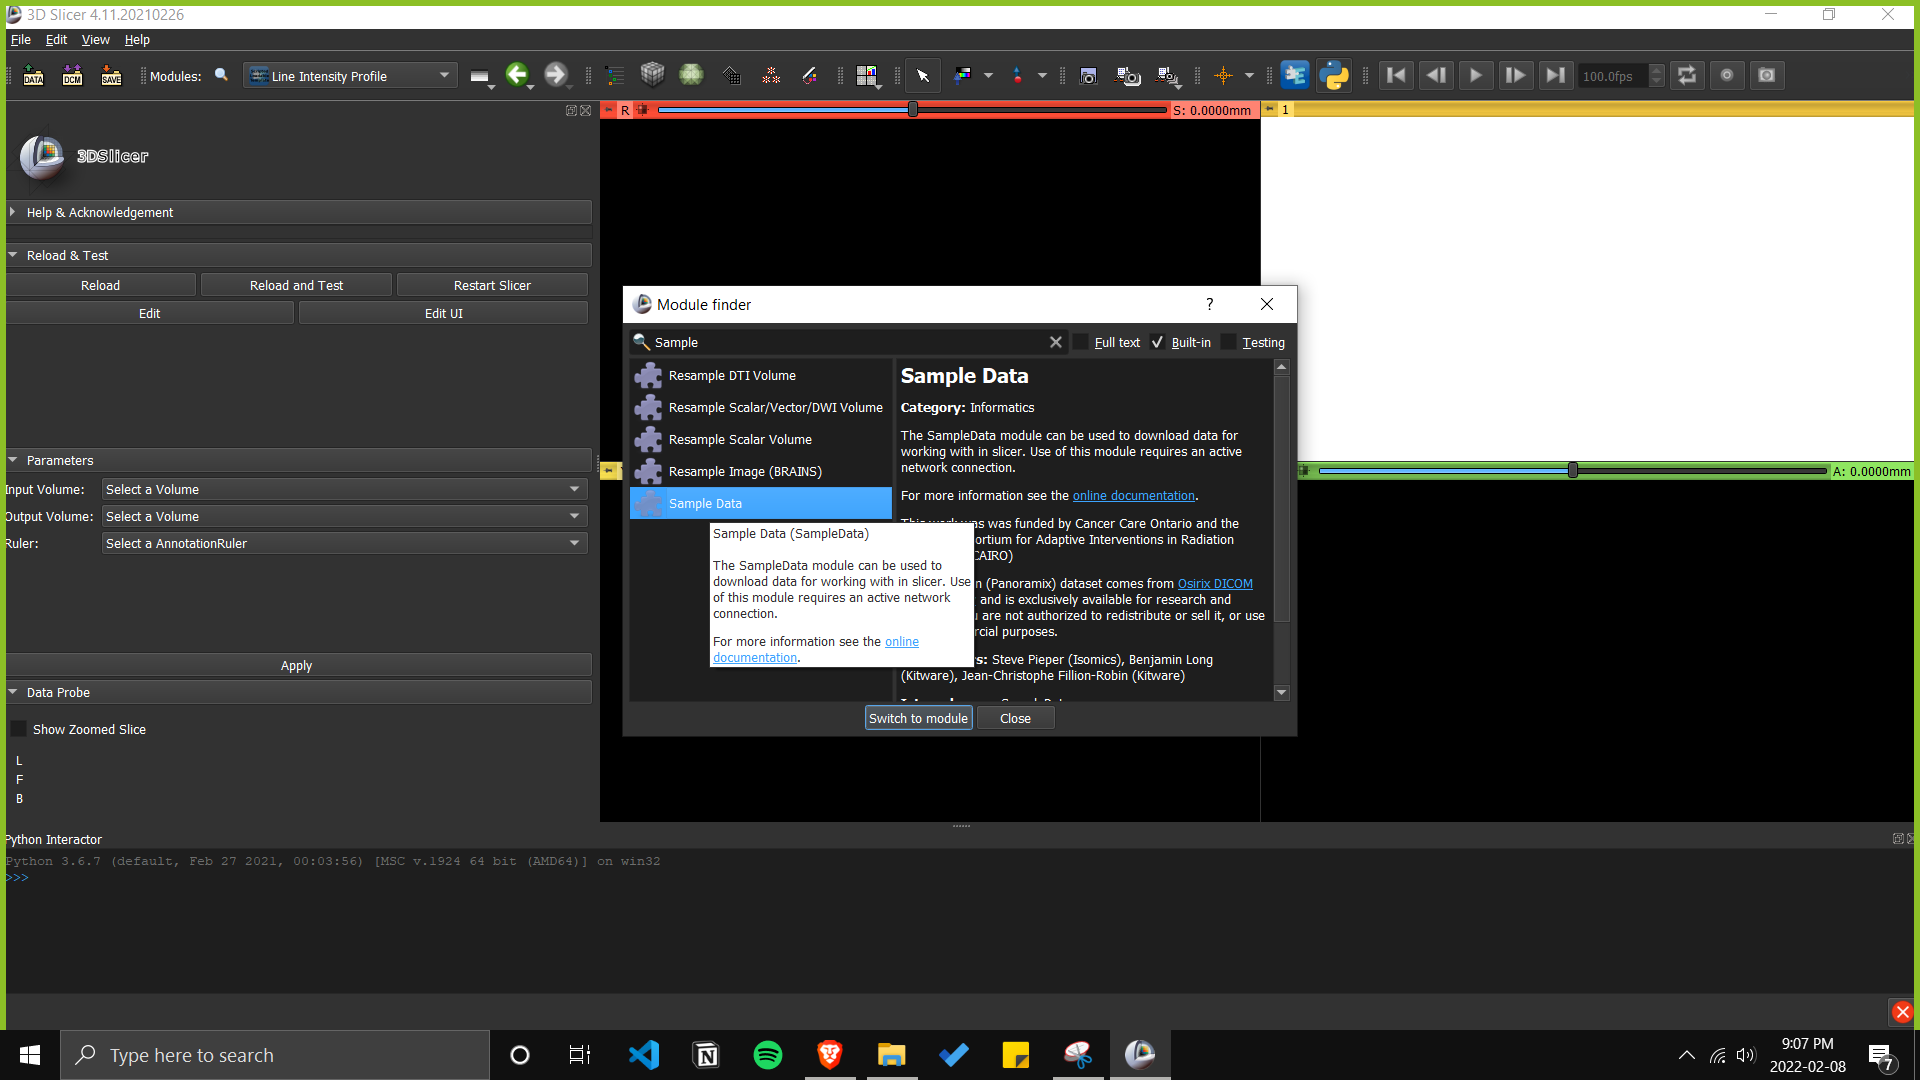 3D Slicer 4.11.20210226
File Edit View Help
DATA DCM SAVE Modules: Line Intensity Profile 100.0fps
R S: 0.0000mm 1
3DSlicer
Help & Acknowledgement
Reload & Test
Reload Reload and Test Restart Slicer
Edit Edit UI
Parameters
Input Volume: Select a Volume
Output Volume: Select a Volume
Ruler: Select a AnnotationRuler
Apply
Data Probe
Show Zoomed Slice
L
F
B
A: 0.0000mm
Module finder ?
Sample Full text Built-in Testing
Resample DTI Volume
Resample Scalar/Vector/DWI Volume
Resample Scalar Volume
Resample Image (BRAINS)
Sample Data
Sample Data
Category: Informatics
The SampleData module can be used to download data for
working with in slicer. Use of this module requires an active
network connection.
For more information see the online documentation.
was funded by Cancer Care Ontario and the
for Adaptive Interventions in Radiation
(Panoramix) dataset comes from Osirix DICOM
and is exclusively available for research and
are not authorized to redistribute or sell it, or use
purposes.
Steve Pieper (Isomics), Benjamin Long
(Kitware), Jean-Christophe Fillion-Robin (Kitware)
Sample Data (SampleData)
The SampleData module can be used to
download data for working with in slicer. Use
of this module requires an active network
connection.
For more information see the online
documentation.
Switch to module Close
Python Interactor
Python 3.6.7 (default, Feb 27 2021, 00:03:56) [MSC v.1924 64 bit (AMD64)] on win32
>>>
Type here to search
9:07 PM
2022-02-08
7